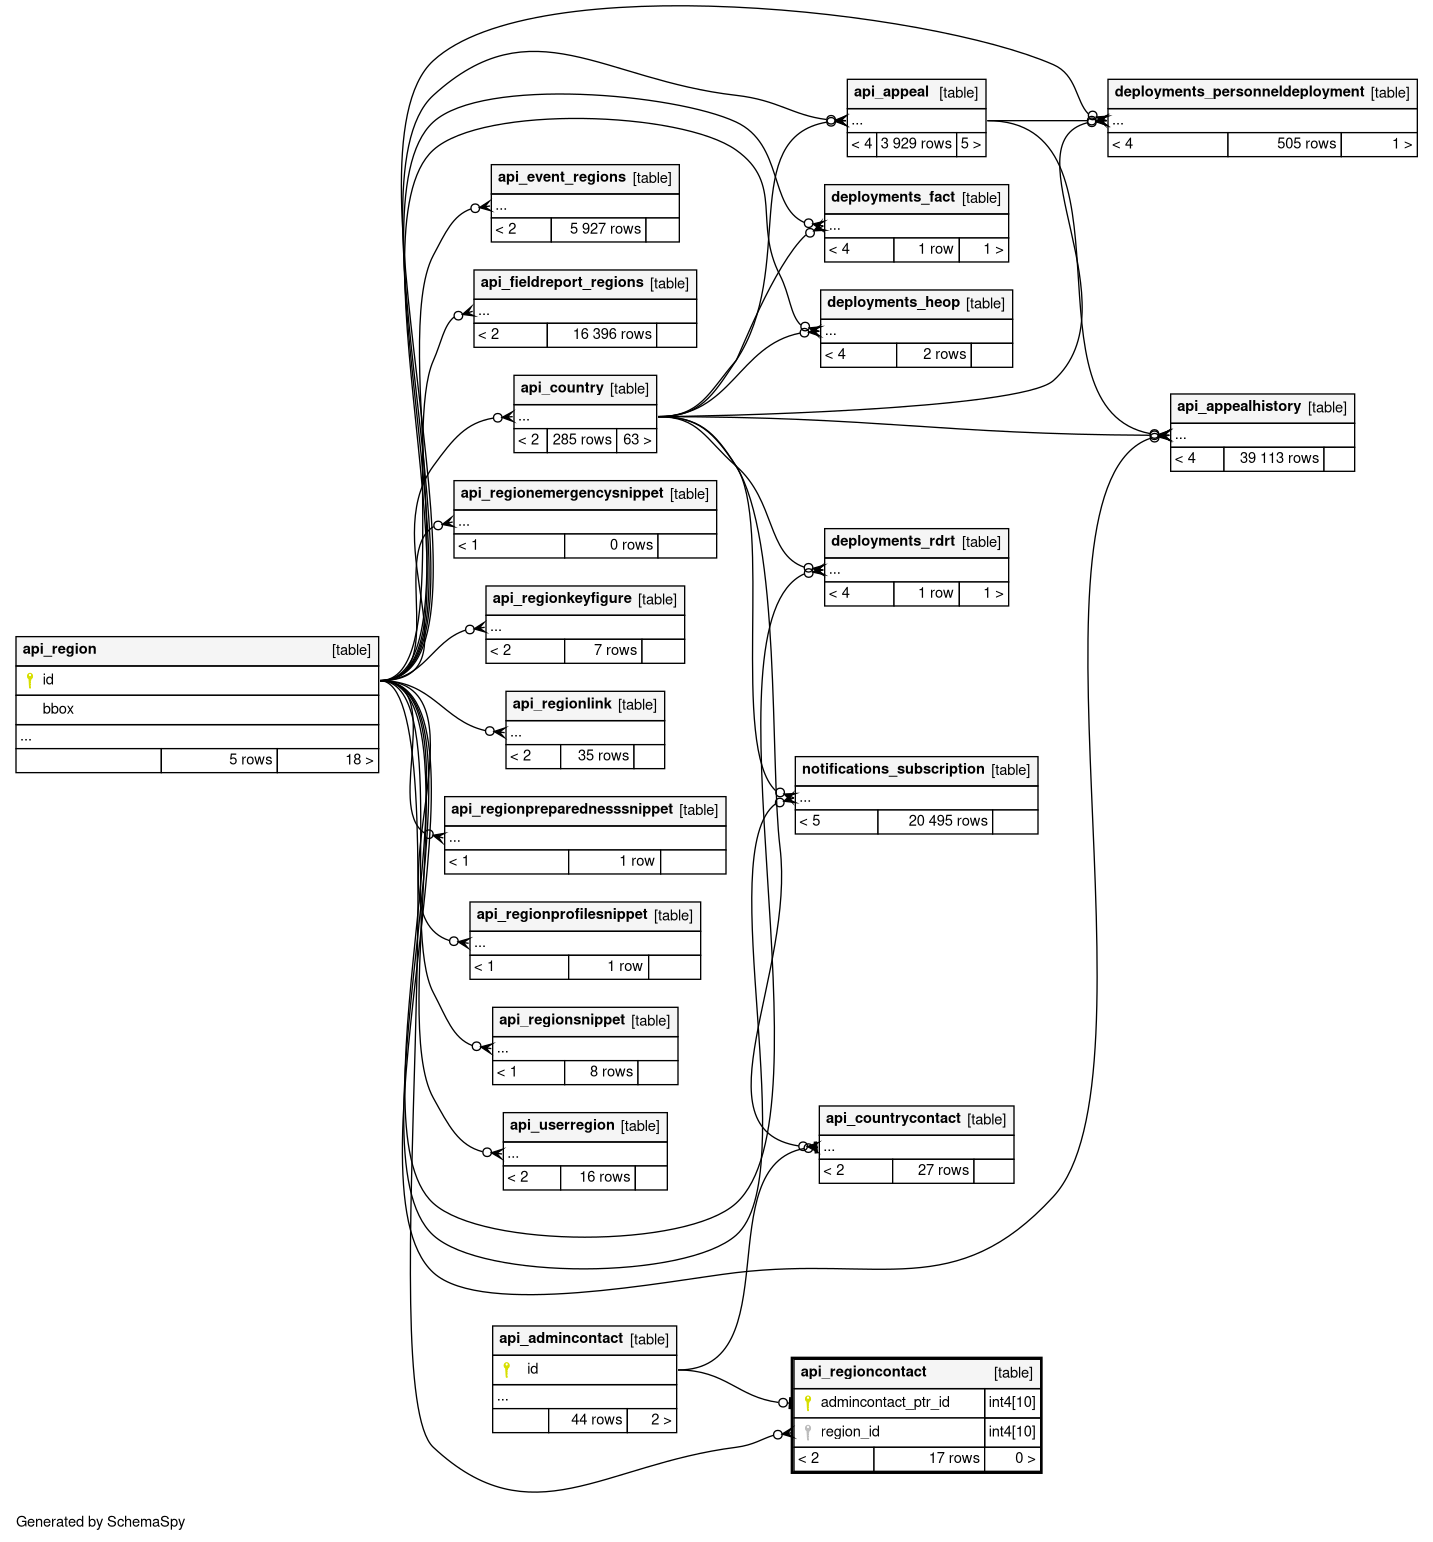 api_region [table]
id
bbox
...
5 rows 18 >
api_event_regions [table]
...
< 2 5 927 rows
api_fieldreport_regions [table]
...
< 2 16 396 rows
api_country [table]
...
< 2 285 rows 63 >
api_regionemergencysnippet [table]
...
< 1 0 rows
api_regionkeyfigure [table]
...
< 2 7 rows
api_regionlink [table]
...
< 2 35 rows
api_regionpreparednesssnippet [table]
...
< 1 1 row
api_regionprofilesnippet [table]
...
< 1 1 row
api_regionsnippet [table]
...
< 1 8 rows
api_userregion [table]
...
< 2 16 rows
api_admincontact [table]
id
...
44 rows 2 >
api_appeal [table]
...
< 4 3 929 rows 5 >
deployments_fact [table]
...
< 4 1 row 1 >
deployments_heop [table]
...
< 4 2 rows
deployments_rdrt [table]
...
< 4 1 row 1 >
notifications_subscription [table]
...
< 5 20 495 rows
api_countrycontact [table]
...
< 2 27 rows
api_regioncontact [table]
admincontact_ptr_id int4[10]
region_id int4[10]
< 2 17 rows 0 >
deployments_personneldeployment [table]
...
< 4 505 rows 1 >
api_appealhistory [table]
...
< 4 39 113 rows
Generated by SchemaSpy